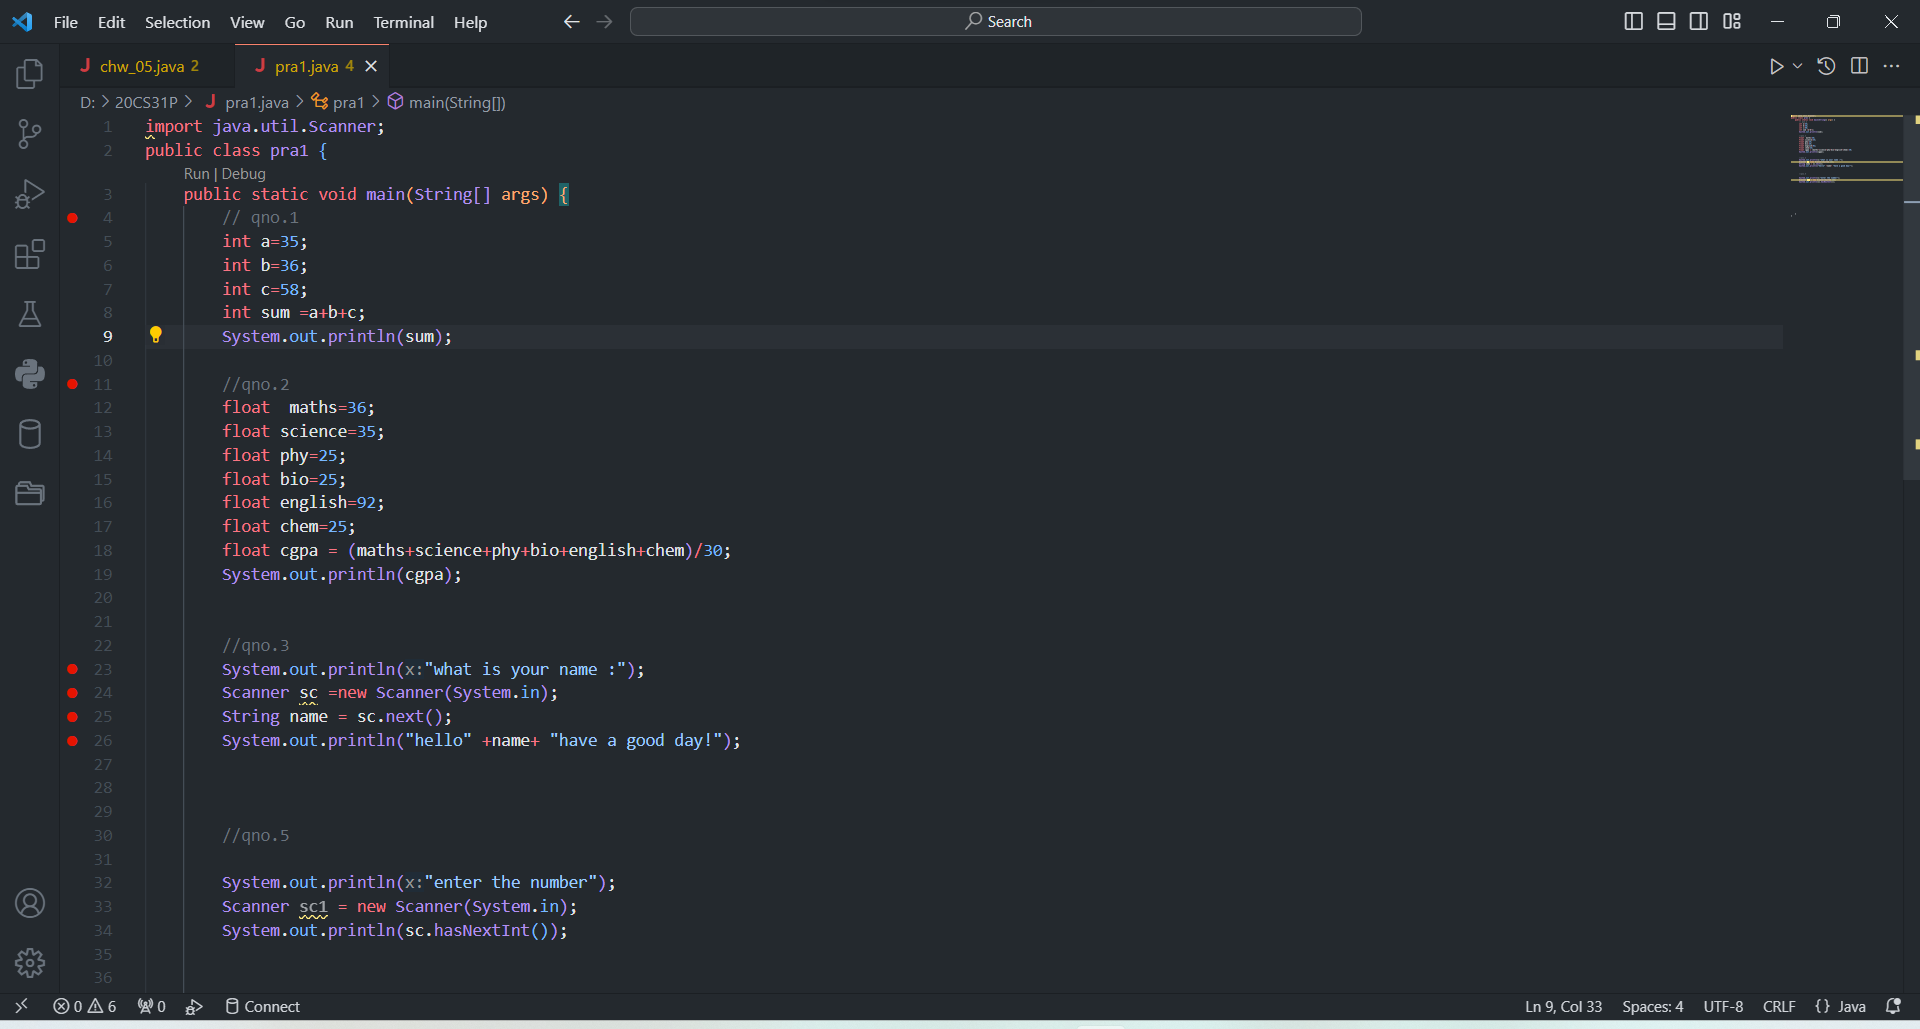 File Edit Selection View Go Run Terminal Help
Search
chw_05.java 2
pra1.java 4
D: > 20CS31P > pra1.java > pra1 > main(String[])
1 import java.util.Scanner;
2 public class pra1 {
Run | Debug
3 public static void main(String[] args) {
4 // qno.1
5 int a=35;
6 int b=36;
7 int c=58;
8 int sum =a+b+c;
9 System.out.println(sum);
10
11 //qno.2
12 float  maths=36;
13 float science=35;
14 float phy=25;
15 float bio=25;
16 float english=92;
17 float chem=25;
18 float cgpa = (maths+science+phy+bio+english+chem)/30;
19 System.out.println(cgpa);
20
21
22 //qno.3
23 System.out.println(x:"what is your name :");
24 Scanner sc =new Scanner(System.in);
25 String name = sc.next();
26 System.out.println("hello" +name+ "have a good day!");
27
28
29
30 //qno.5
31
32 System.out.println(x:"enter the number");
33 Scanner sc1 = new Scanner(System.in);
34 System.out.println(sc.hasNextInt());
35
36
0 6 0 Connect
Ln 9, Col 33 Spaces: 4 UTF-8 CRLF {} Java